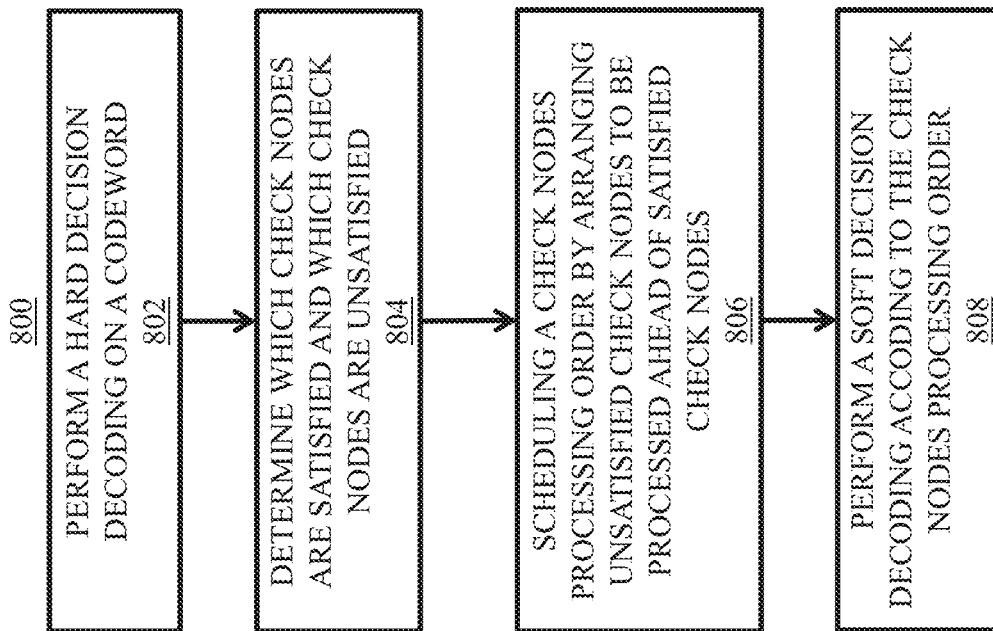 800
PERFORM A HARD DECISION
DECODING ON A CODEWORD
802
DETERMINE WHICH CHECK NODES
ARE SATISFIED AND WHICH CHECK
NODES ARE UNSATISFIED
804
SCHEDULING A CHECK NODES
PROCESSING ORDER BY ARRANGING
UNSATISFIED CHECK NODES TO BE
PROCESSED AHEAD OF SATISFIED
CHECK NODES
806
PERFORM A SOFT DECISION
DECODING ACCODING TO THE CHECK
NODES PROCESSING ORDER
808